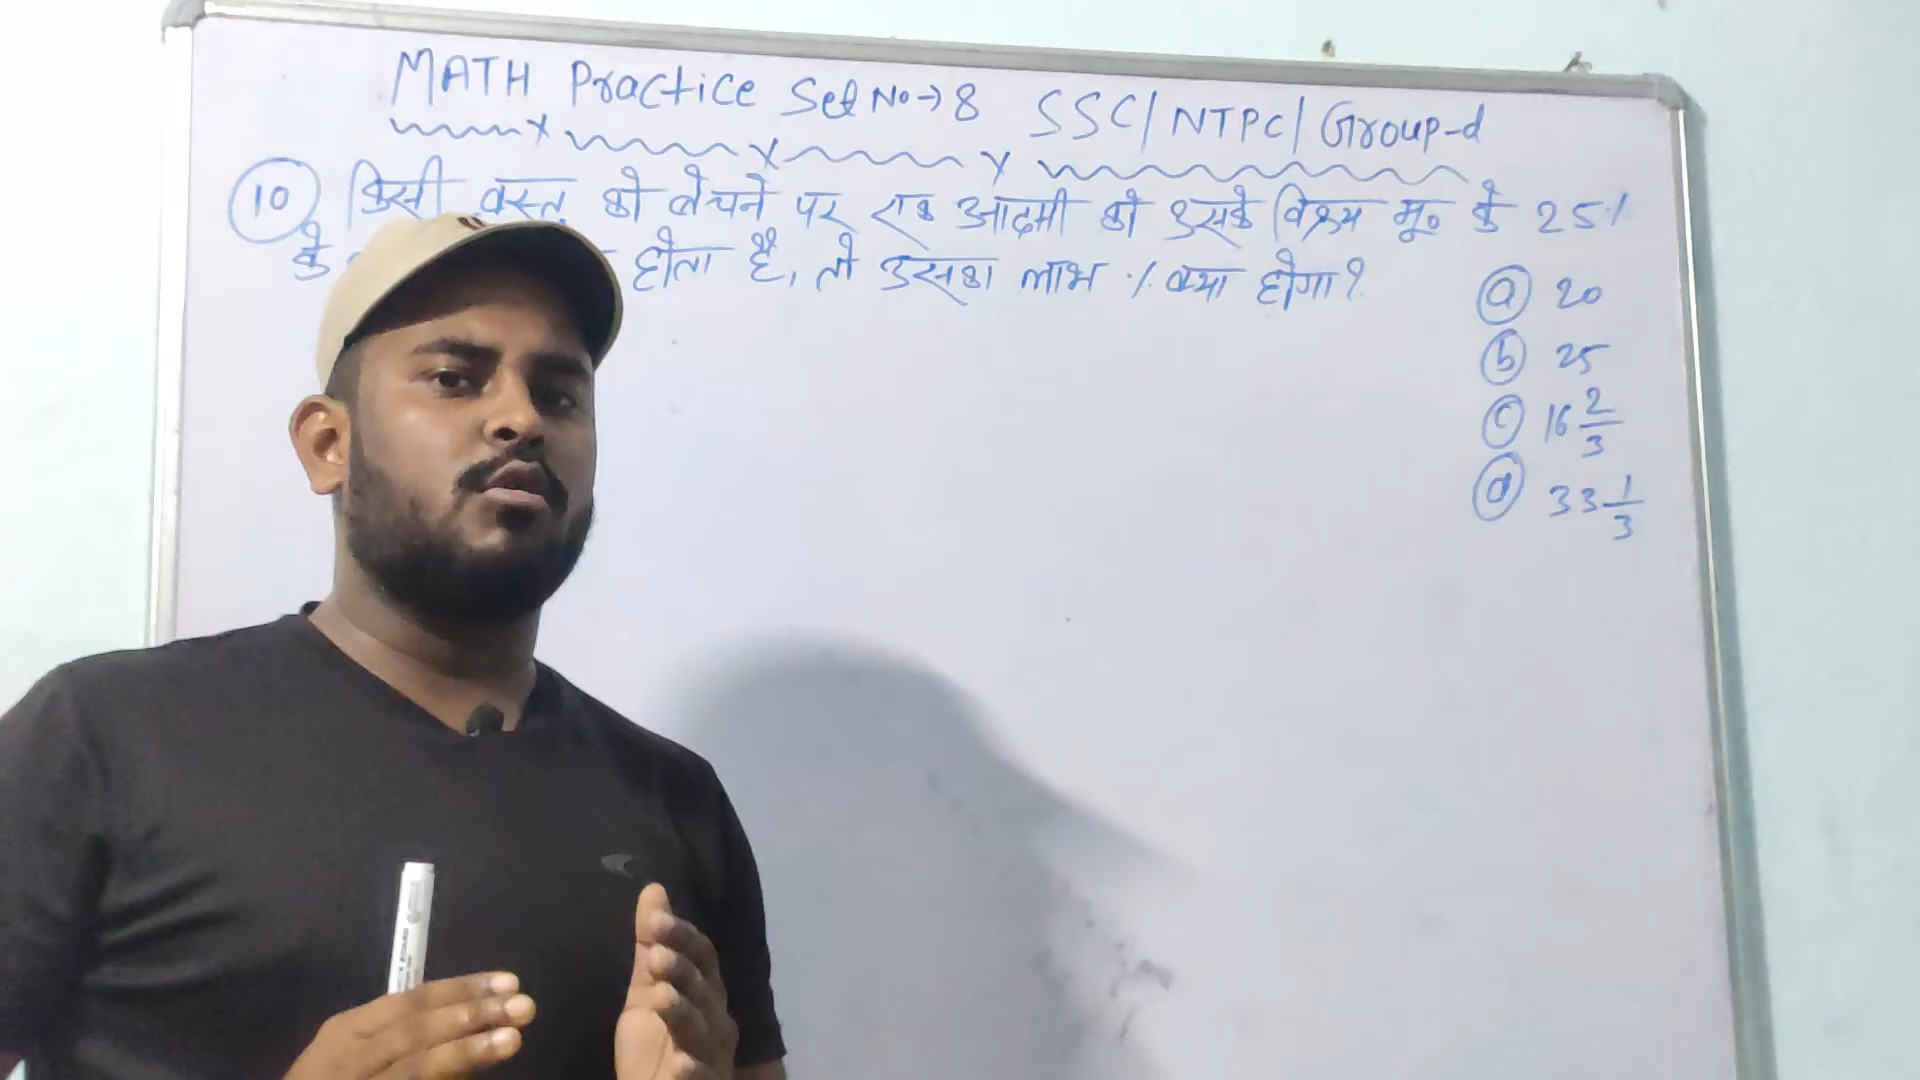 MATH Practice Set No→8 SSC/NTPC/Group-d
10 किसी वस्तु को बेचने पर एक आदमी को उसके विक्रय मू० के 25%
के होता है, तो उसका लाभ % क्या होगा?
a 20
b 25
c 16 2/3
d 33 1/3